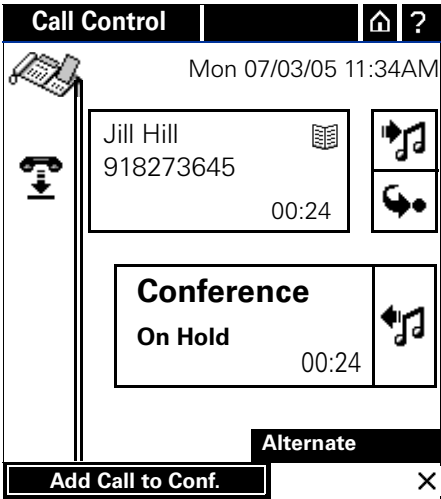 Call Control ?
Mon 07/03/05 11:34AM
Jill Hill
918273645
00:24
Conference
On Hold
00:24
Alternate
Add Call to Conf.